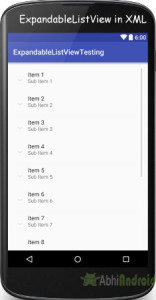 ExpandableListView in XML
6:00
ExpandableListViewTesting
Item 1
Sub Item 1
Item 2
Sub Item 2
Item 3
Sub Item 3
Item 4
Sub Item 4
Item 5
Sub Item 5
Item 6
Sub Item 6
Item 7
Sub Item 7
Item 8
AbhiAndroid